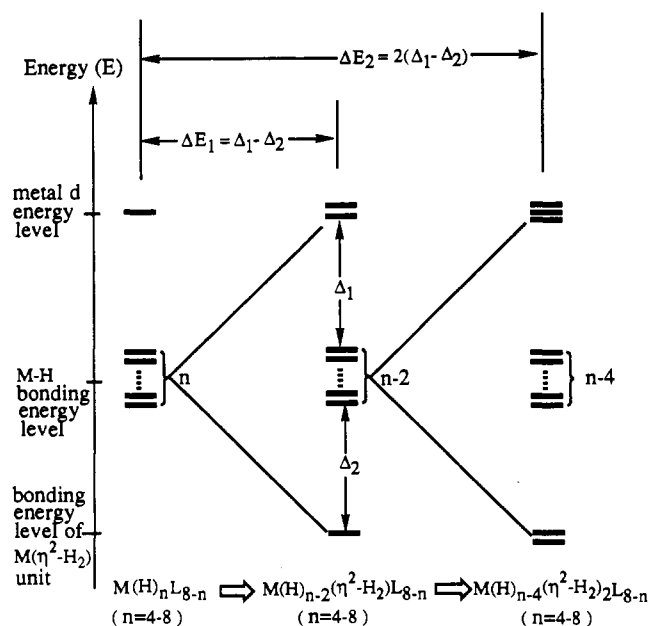 ΔE₂ = 2(Δ₁- Δ₂)
Energy (E)
ΔE₁ = Δ₁- Δ₂
metal d
energy
level
Δ₁
M-H
bonding
energy
level
n
n-2
n-4
Δ₂
bonding
energy
level of
M(η²-H₂)
unit
M(H)ₙL₈₋ₙ ⇨ M(H)ₙ₋₂(η²-H₂)L₈₋ₙ ⇨ M(H)ₙ₋₄(η²-H₂)₂L₈₋ₙ
(n=4-8) (n=4-8) (n=4-8)